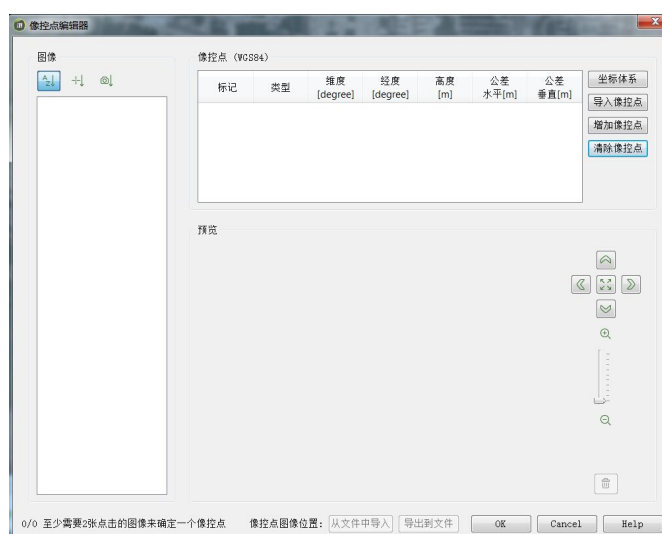 像控点编辑器
图像
像控点 (WGS84)
标记 类型 维度 [degree] 经度 [degree] 高度 [m] 公差 水平[m] 公差 垂直[m]
坐标体系
导入像控点
增加像控点
清除像控点
预览
0/0 至少需要2张点击的图像来确定一个像控点 像控点图像位置: 从文件中导入 导出到文件 OK Cancel Help